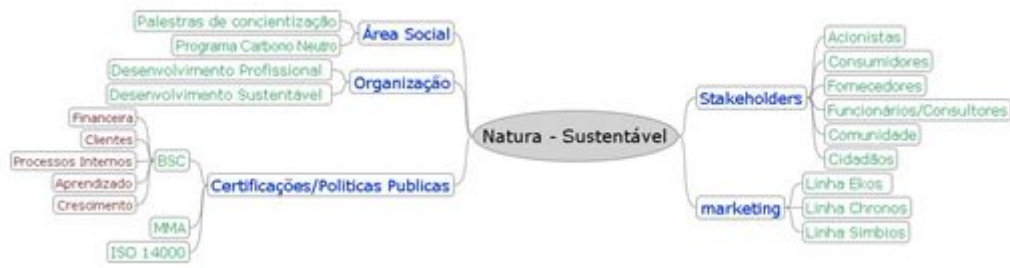 Palestras de concientização
Programa Carbono Neutro
Área Social
Desenvolvimento Profissional
Desenvolvimento Sustentável
Organização
Financeira
Clientes
Processos Internos
Aprendizado
Crescimento
BSC
MMA
ISO 14000
Certificações/Politicas Publicas
Natura - Sustentável
Stakeholders
Acionistas
Consumidores
Fornecedores
Funcionários/Consultores
Comunidade
Cidadãos
marketing
Linha Ekos
Linha Chronos
Linha Simbios